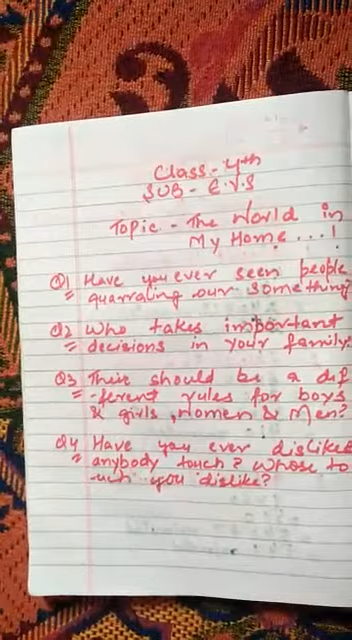 Class - 4th
SUB - E.V.S
Topic - The World in
My Home...!
Q1 Have you ever seen people
quarraling our something
Q2 Who takes important
decisions in your family
Q3 Their should be a dif
-ferent rules for boys
& girls, Women & Men?
Q4 Have you ever dislikes
anybody touch? Whose to
-uch you dislike?